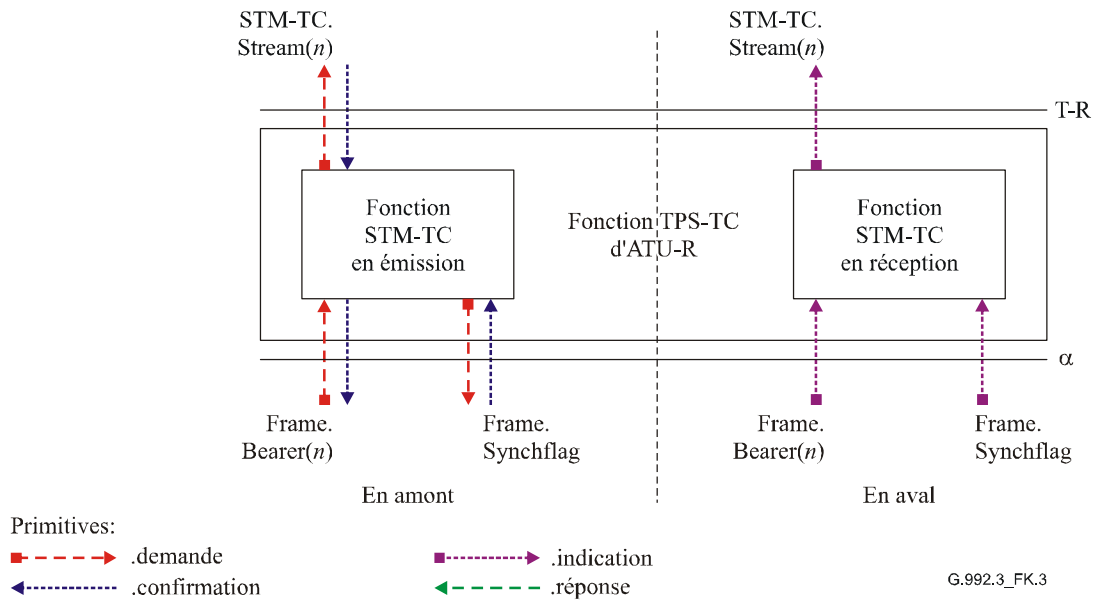 STM-TC.
Stream(n)
STM-TC.
Stream(n)
T-R
Fonction
STM-TC
en émission
Fonction TPS-TC
d'ATU-R
Fonction
STM-TC
en réception
α
Frame.
Bearer(n)
Frame.
Synchflag
Frame.
Bearer(n)
Frame.
Synchflag
En amont
En aval
Primitives:
.demande
.indication
.confirmation
.réponse
G.992.3_FK.3